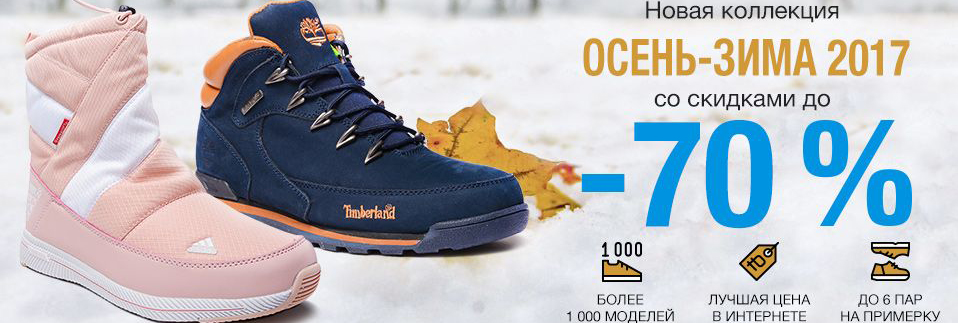 Новая коллекция
ОСЕНЬ-ЗИМА 2017
со скидками до
-70 %
1 000
БОЛЕЕ
1 000 МОДЕЛЕЙ
ЛУЧШАЯ ЦЕНА
В ИНТЕРНЕТЕ
ДО 6 ПАР
НА ПРИМЕРКУ
Timberland